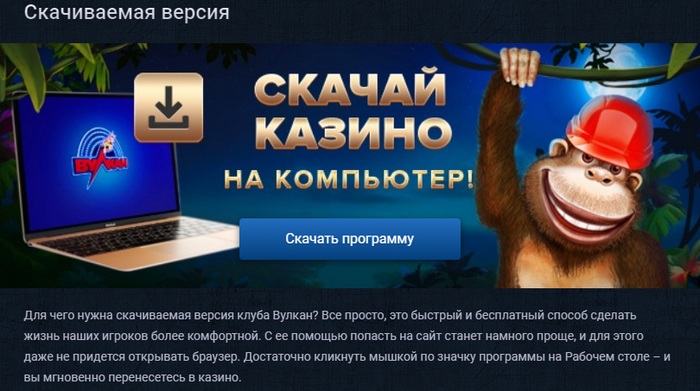 Скачиваемая версия
СКАЧАЙ
КАЗИНО
НА КОМПЬЮТЕР!
ВУЛКАН
Скачать программу
Для чего нужна скачиваемая версия клуба Вулкан? Все просто, это быстрый и бесплатный способ сделать
жизнь наших игроков более комфортной. С ее помощью попасть на сайт станет намного проще, и для этого
даже не придется открывать браузер. Достаточно кликнуть мышкой по значку программы на Рабочем столе – и
вы мгновенно перенесетесь в казино.